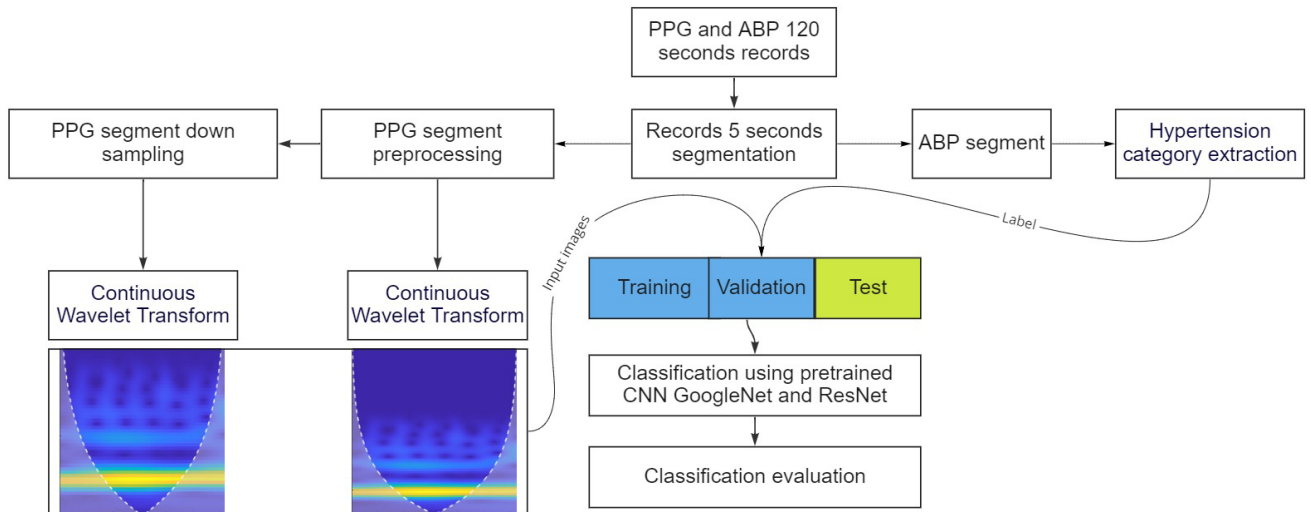 PPG and ABP 120
seconds records
PPG segment down
sampling
PPG segment
preprocessing
Records 5 seconds
segmentation
ABP segment
Hypertension
category extraction
Input images
Label
Continuous
Wavelet Transform
Continuous
Wavelet Transform
Training
Validation
Test
Classification using pretrained
CNN GoogleNet and ResNet
Classification evaluation